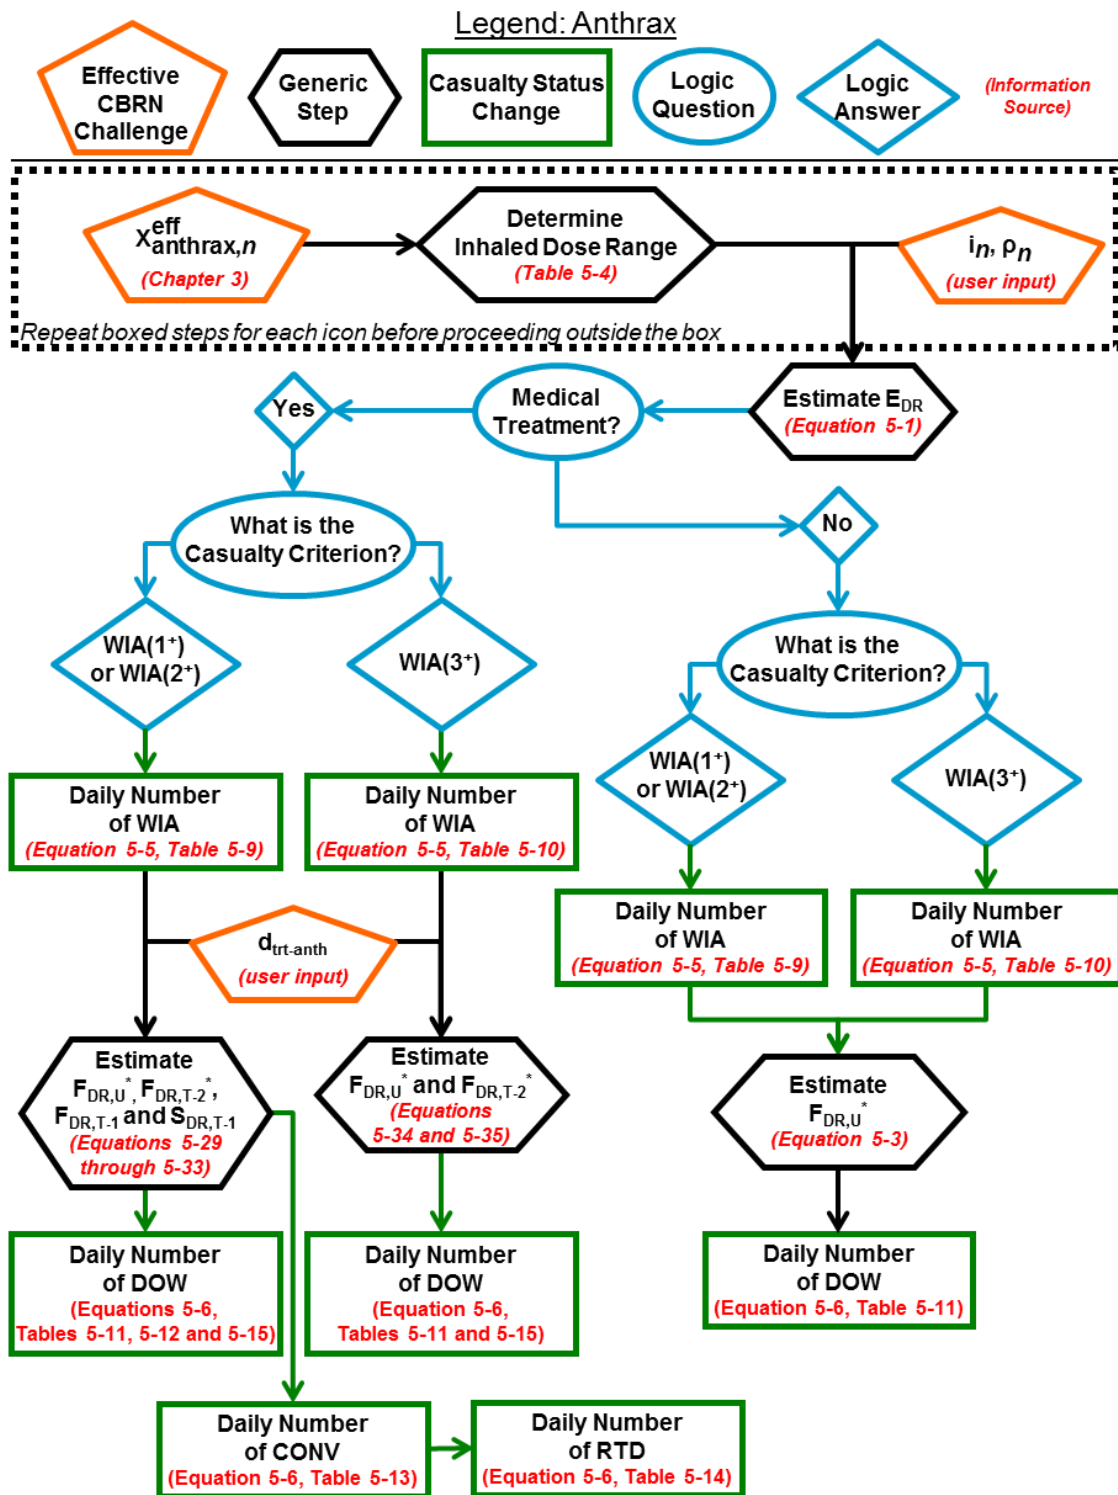 Legend: Anthrax
Effective
CBRN
Challenge
Generic
Step
Casualty Status
Change
Logic
Question
Logic
Answer
(Information
Source)
X^eff_anthrax,n
(Chapter 3)
Determine
Inhaled Dose Range
(Table 5-4)
i_n, ρ_n
(user input)
Repeat boxed steps for each icon before proceeding outside the box
Yes
Medical
Treatment?
Estimate E_DR
(Equation 5-1)
What is the
Casualty Criterion?
No
WIA(1⁺)
or WIA(2⁺)
WIA(3⁺)
What is the
Casualty Criterion?
WIA(1⁺)
or WIA(2⁺)
WIA(3⁺)
Daily Number
of WIA
(Equation 5-5, Table 5-9)
Daily Number
of WIA
(Equation 5-5, Table 5-10)
Daily Number
of WIA
(Equation 5-5, Table 5-9)
Daily Number
of WIA
(Equation 5-5, Table 5-10)
d_trt-anth
(user input)
Estimate
F_DR,U*, F_DR,T-2*,
F_DR,T-1 and S_DR,T-1
(Equations 5-29
through 5-33)
Estimate
F_DR,U* and F_DR,T-2*
(Equations
5-34 and 5-35)
Estimate
F_DR,U*
(Equation 5-3)
Daily Number
of DOW
(Equations 5-6,
Tables 5-11, 5-12 and 5-15)
Daily Number
of DOW
(Equation 5-6,
Tables 5-11 and 5-15)
Daily Number
of DOW
(Equation 5-6, Table 5-11)
Daily Number
of CONV
(Equation 5-6, Table 5-13)
Daily Number
of RTD
(Equation 5-6, Table 5-14)